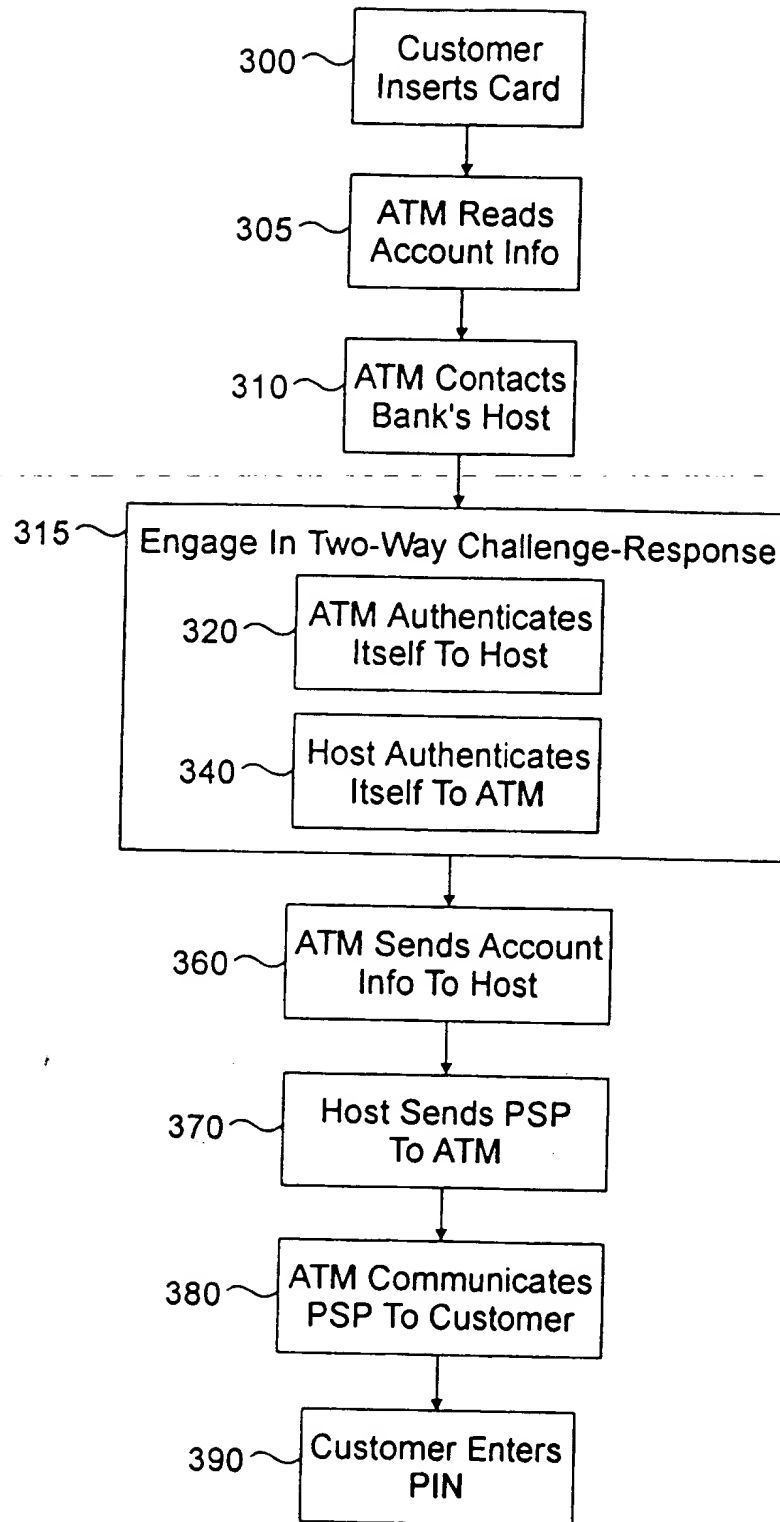 300
Customer
Inserts Card
305
ATM Reads
Account Info
310
ATM Contacts
Bank's Host
315
Engage In Two-Way Challenge-Response
320
ATM Authenticates
Itself To Host
340
Host Authenticates
Itself To ATM
360
ATM Sends Account
Info To Host
370
Host Sends PSP
To ATM
380
ATM Communicates
PSP To Customer
390
Customer Enters
PIN